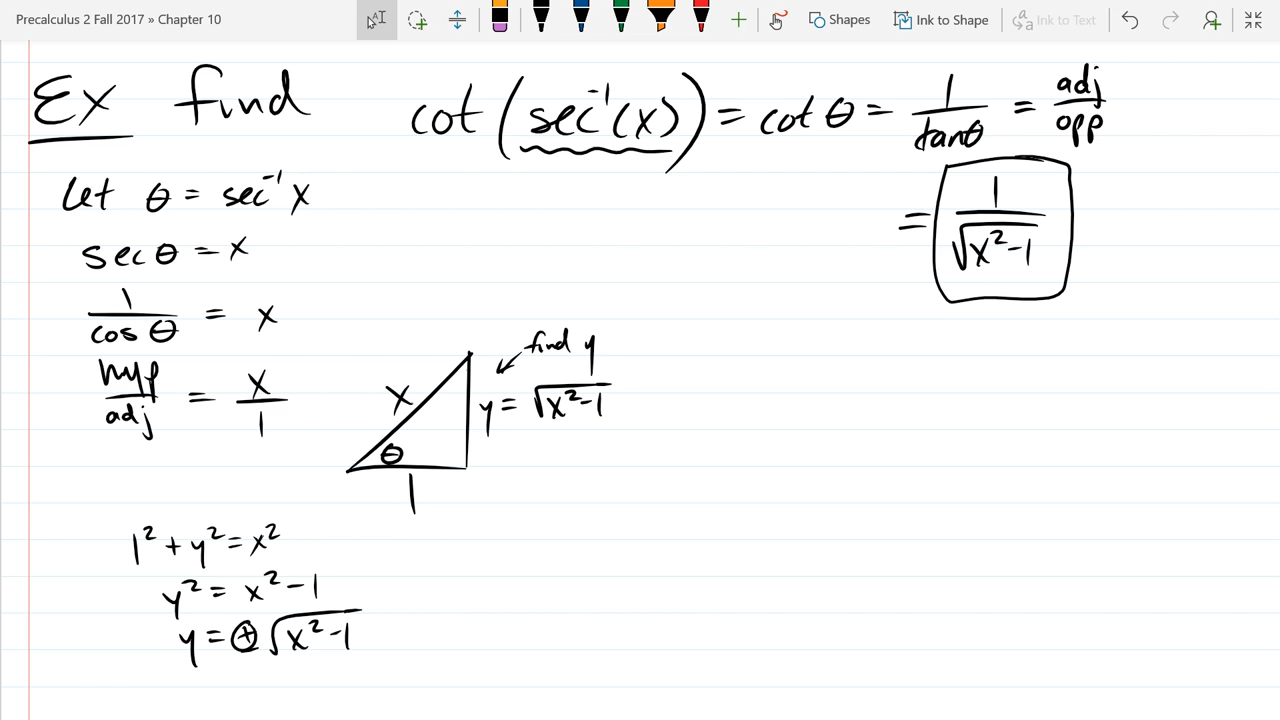 Precalculus 2 Fall 2017 » Chapter 10
Shapes Ink to Shape Ink to Text
Ex find cot(sec⁻¹(x)) = cot θ = 1/tanθ = adj/opp
= 1/√(x²-1)
Let θ = sec⁻¹ x
sec θ = x
1/cos θ = x
hyp/adj = x/1
find y
x
y = √(x²-1)
θ
1
1² + y² = x²
y² = x² - 1
y = ± √(x²-1)